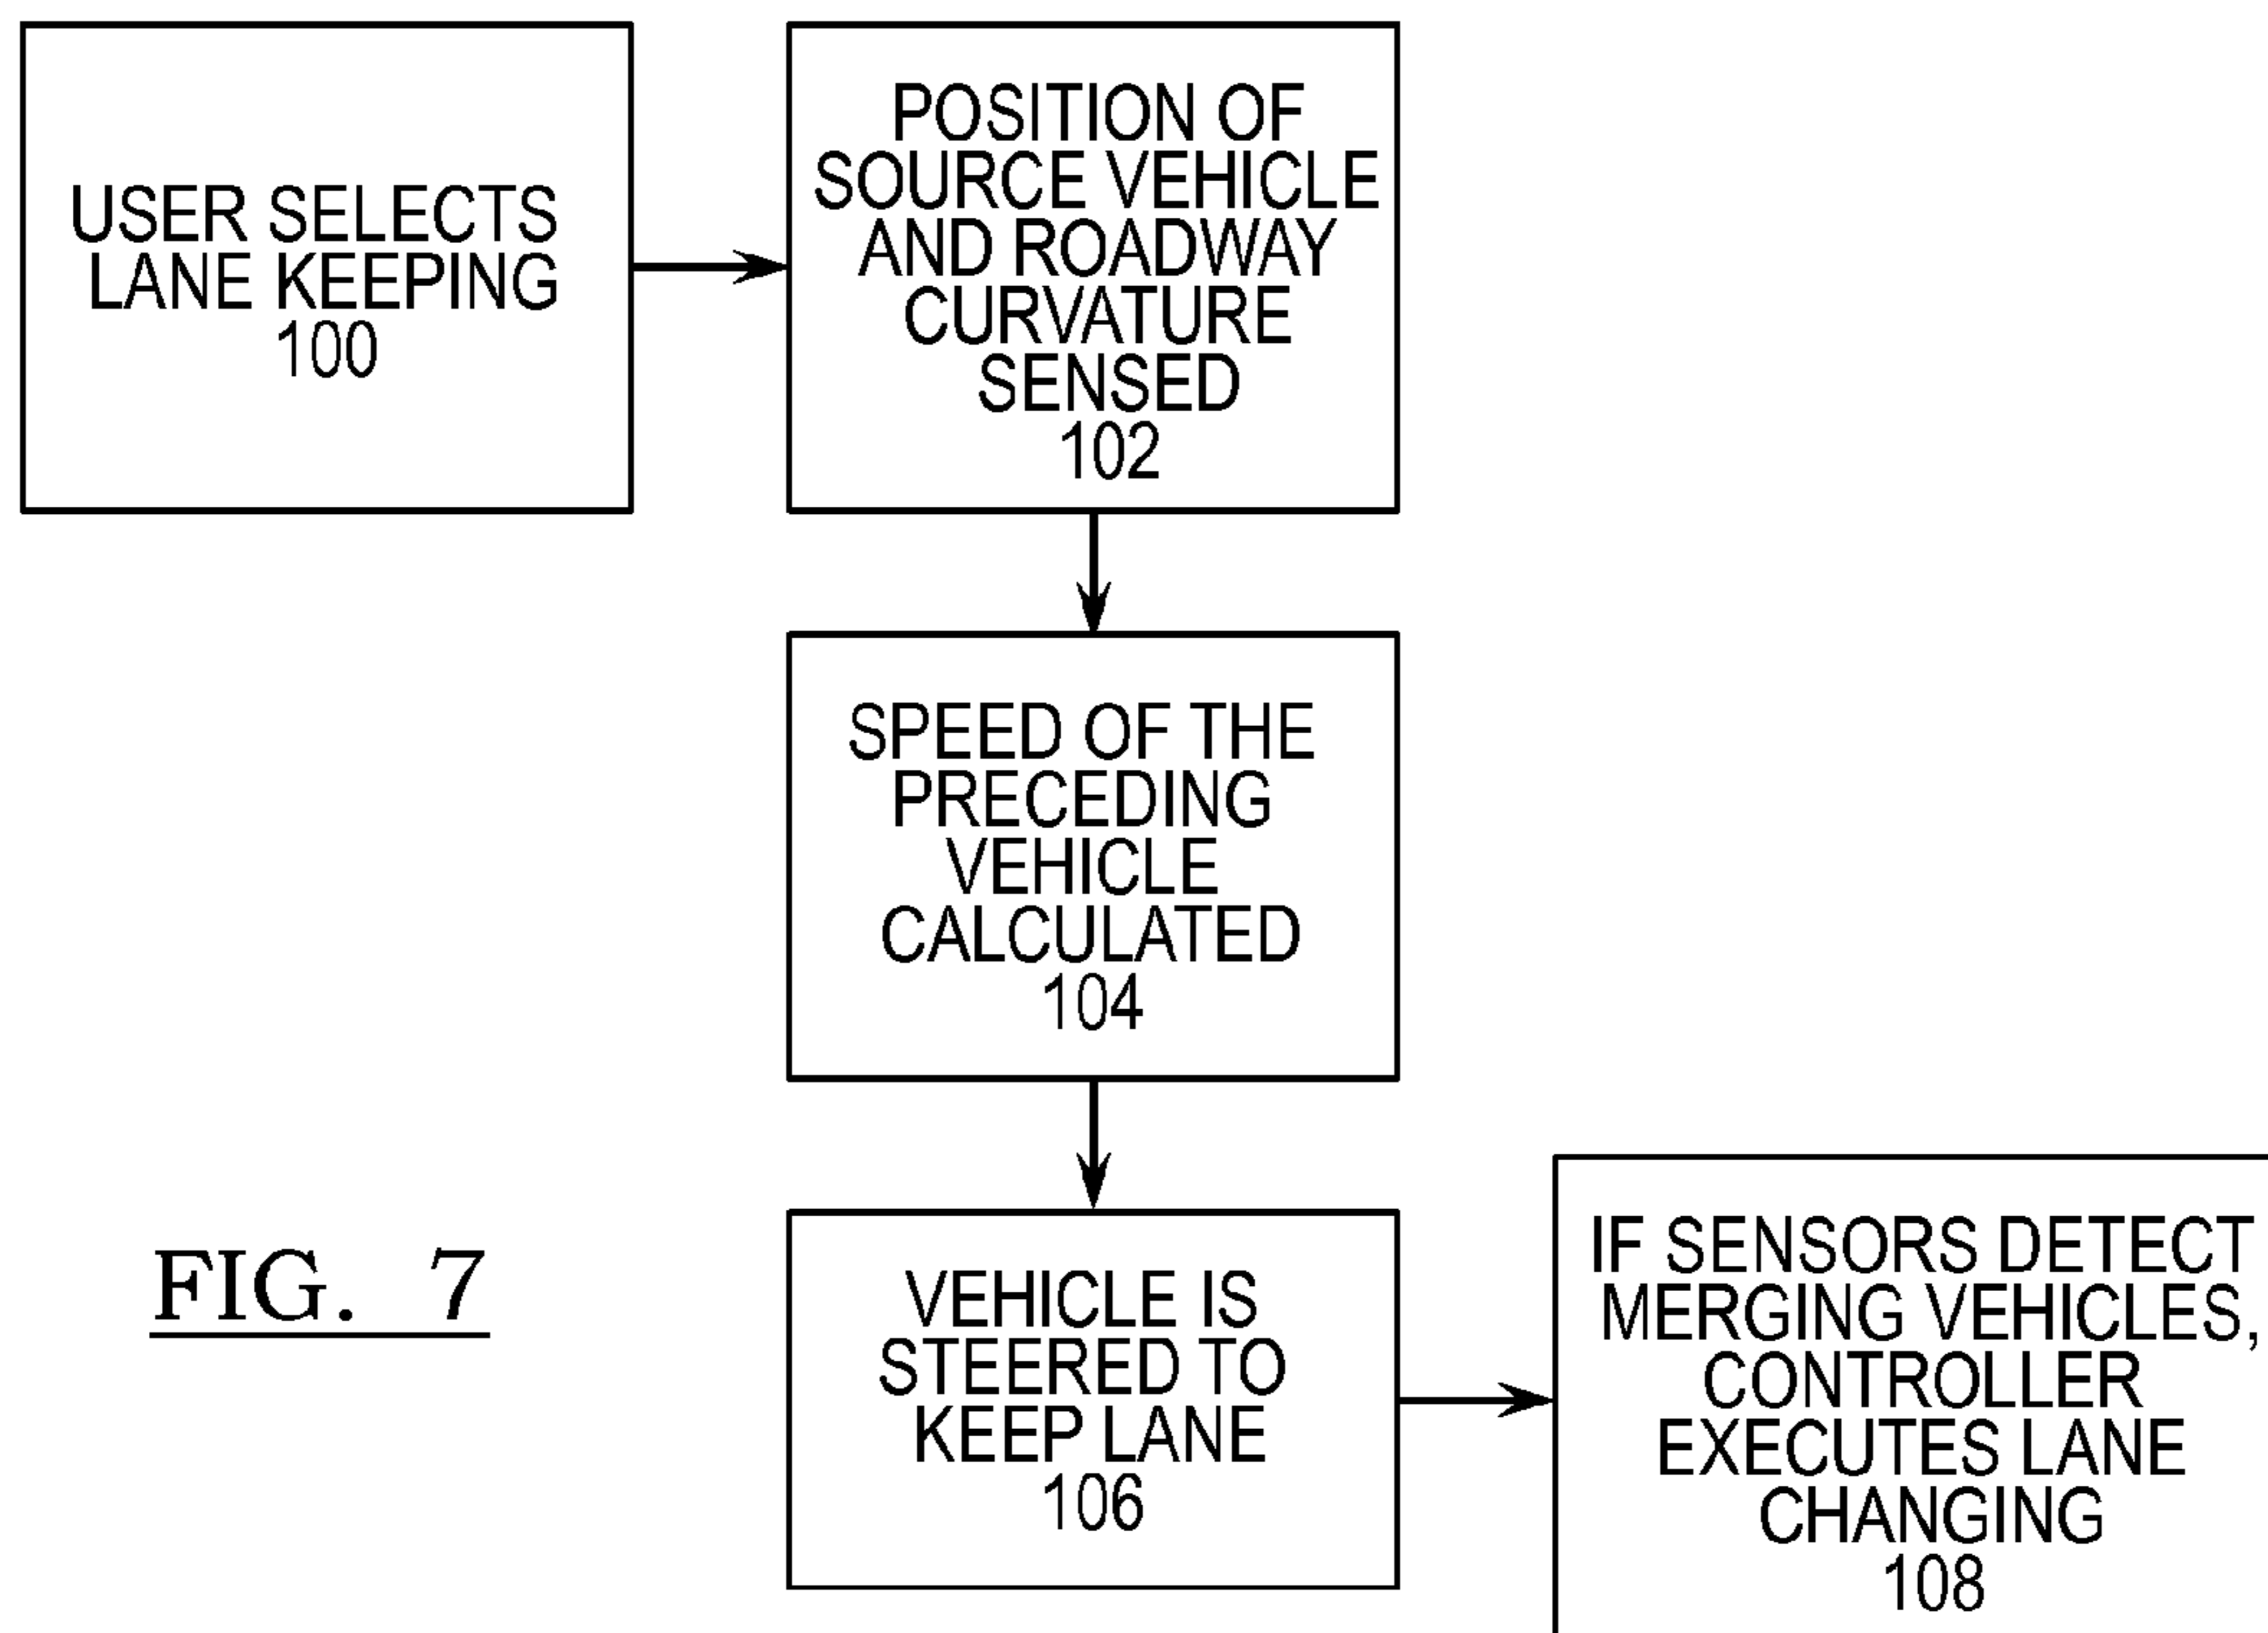 USER SELECTS
LANE KEEPING
100
POSITION OF
SOURCE VEHICLE
AND ROADWAY
CURVATURE
SENSED
102
SPEED OF THE
PRECEDING
VEHICLE
CALCULATED
104
VEHICLE IS
STEERED TO
KEEP LANE
106
IF SENSORS DETECT
MERGING VEHICLES,
CONTROLLER
EXECUTES LANE
CHANGING
108
FIG. 7